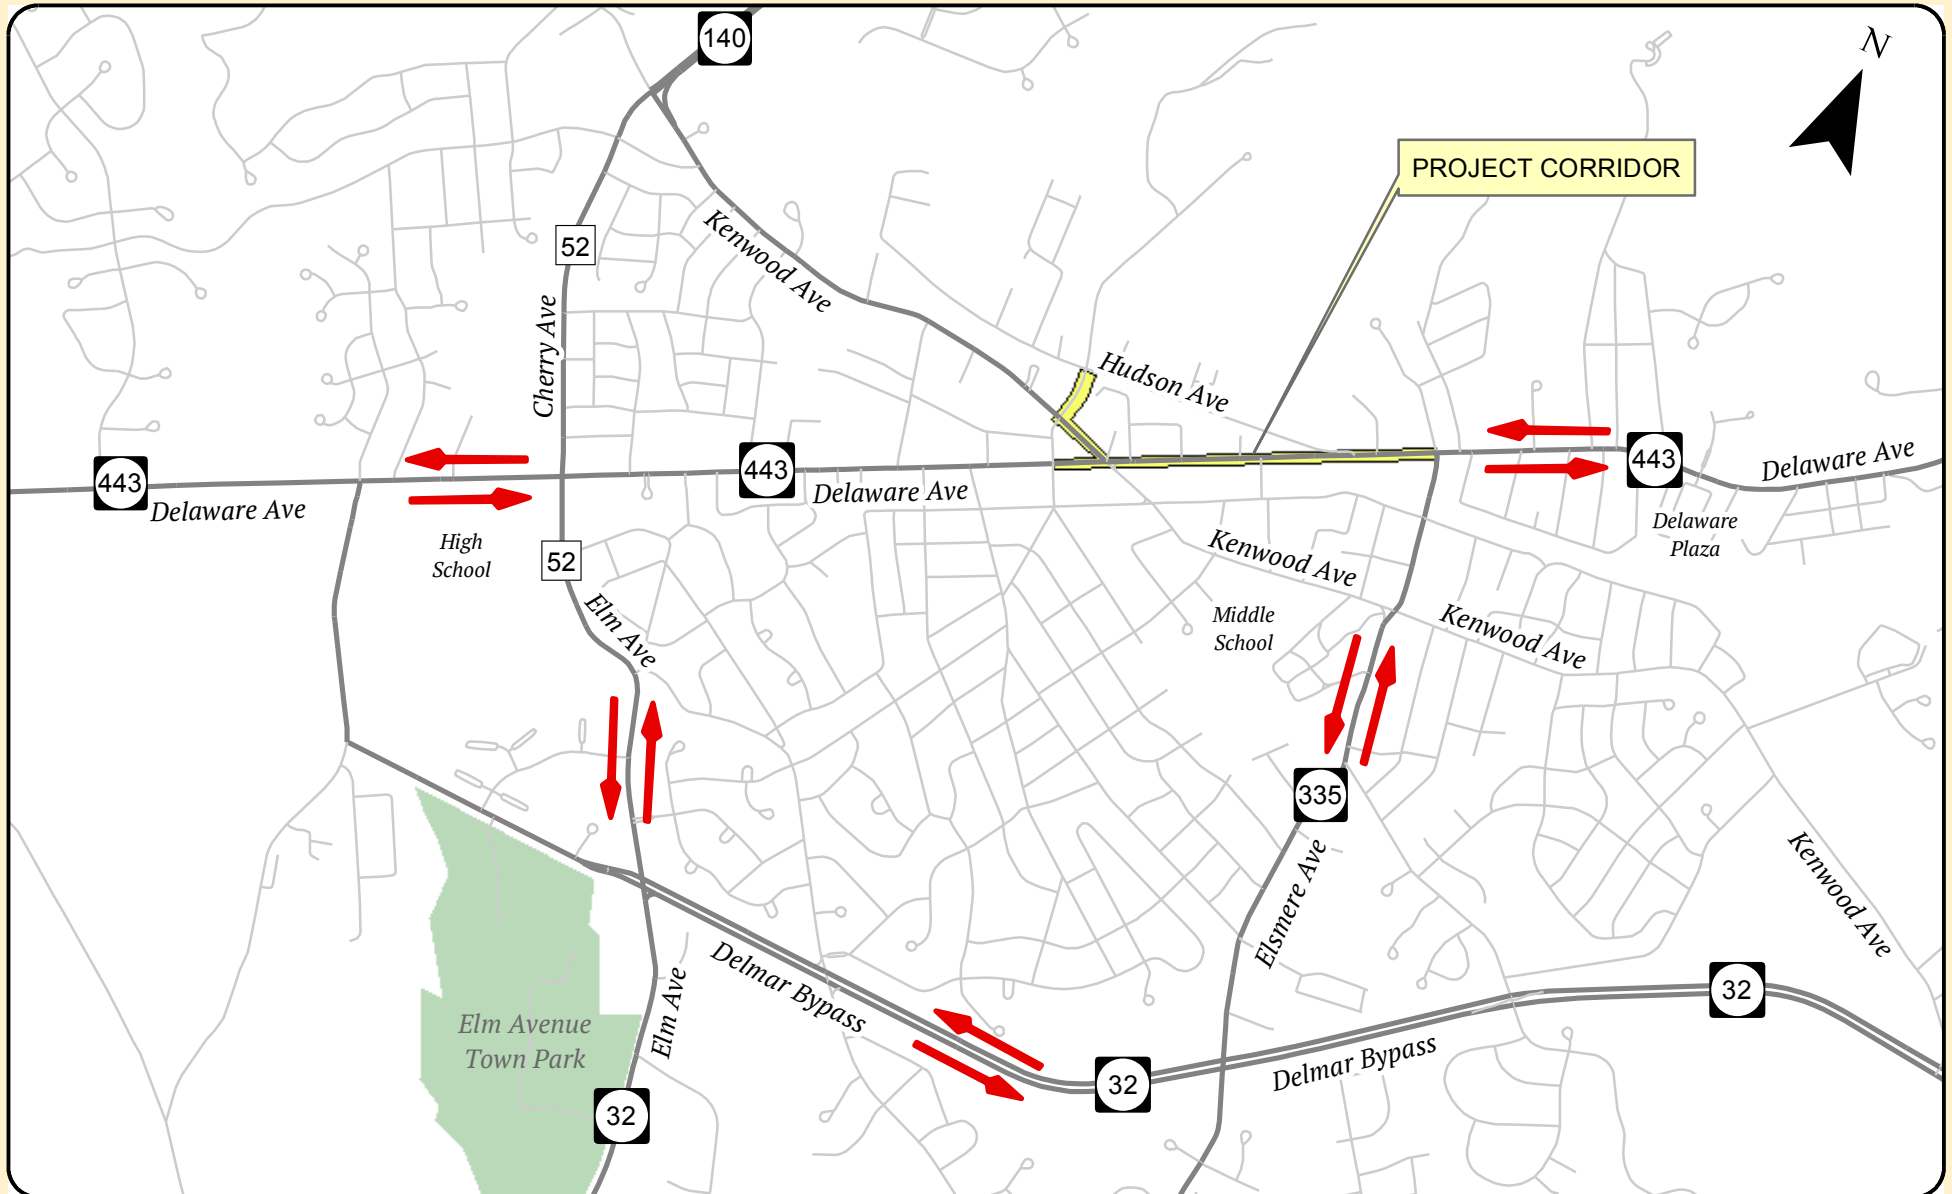 140
N
PROJECT CORRIDOR
52
Kenwood Ave
Cherry Ave
Hudson Ave
443
Delaware Ave
443
Delaware Ave
443
Delaware Ave
High
School
Delaware
Plaza
52
Kenwood Ave
Elm Ave
Middle
School
Kenwood Ave
335
Elsmere Ave
Kenwood Ave
Delmar Bypass
Elm Ave
32
Elm Avenue
Town Park
32
Delmar Bypass
32